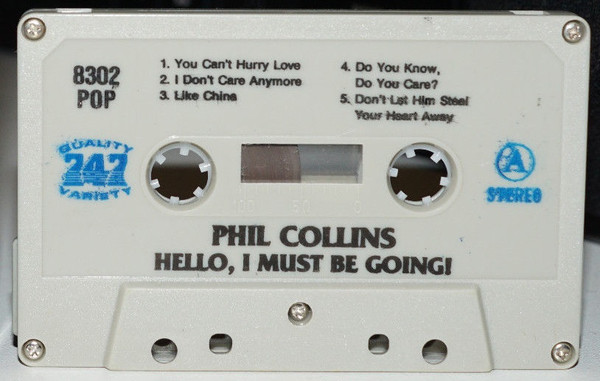 8302
POP
1. You Can't Hurry Love
2. I Don't Care Anymore
3. Like China
4. Do You Know,
Do You Care?
5. Don't Let Him Steal
Your Heart Away
QUALITY
747
VARIETY
A
STEREO
PHIL COLLINS
HELLO, I MUST BE GOING!